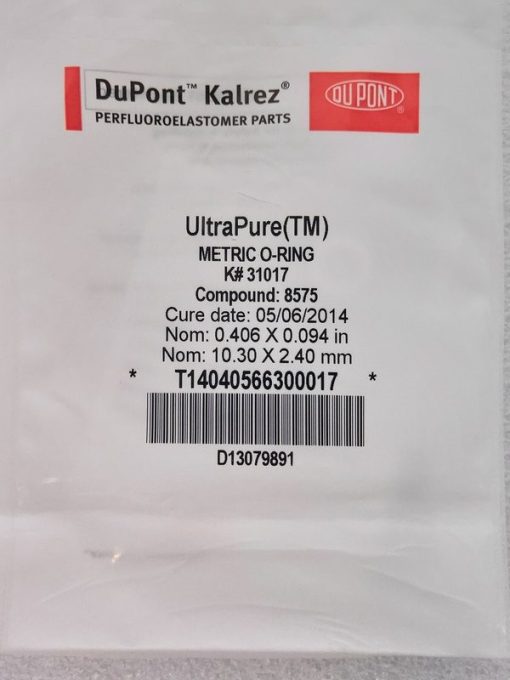 DuPont™ Kalrez®
PERFLUOROELASTOMER PARTS
DUPONT®
UltraPure(TM)
METRIC O-RING
K# 31017
Compound: 8575
Cure date: 05/06/2014
Nom: 0.406 X 0.094 in
Nom: 10.30 X 2.40 mm
* T14040566300017 *
D13079891